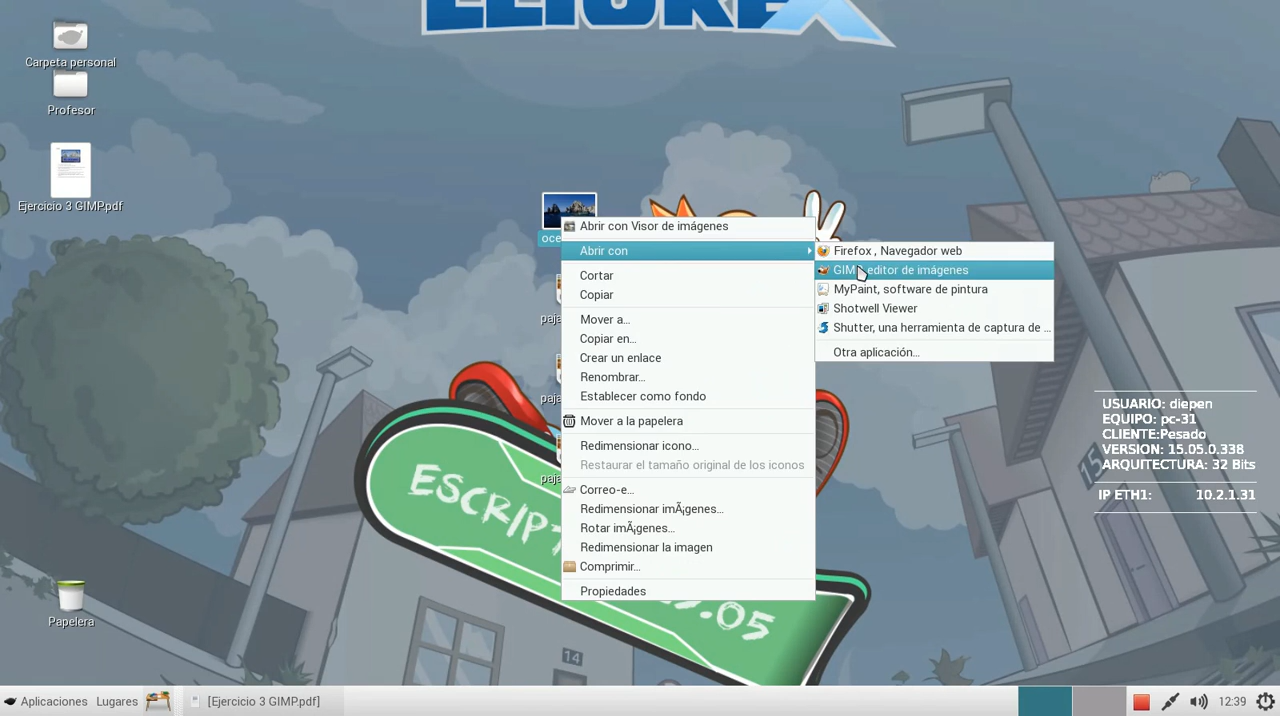 LLIUREX
Carpeta personal
Profesor
Ejercicio 3 GIMP.pdf
Papelera
Abrir con Visor de imágenes
Abrir con
Cortar
Copiar
Mover a...
Copiar en...
Crear un enlace
Renombrar...
Establecer como fondo
Mover a la papelera
Redimensionar icono...
Restaurar el tamaño original de los iconos
Correo-e...
Redimensionar imÃ¡genes...
Rotar imÃ¡genes...
Redimensionar la imagen
Comprimir...
Propiedades
Firefox , Navegador web
editor de imágenes
MyPaint, software de pintura
Shotwell Viewer
Shutter, una herramienta de captura de ...
Otra aplicación...
USUARIO: diepen
EQUIPO: pc-31
CLIENTE:Pesado
VERSION: 15.05.0.338
ARQUITECTURA: 32 Bits
IP ETH1: 10.2.1.31
14
Aplicaciones
Lugares
[Ejercicio 3 GIMP.pdf]
12:39